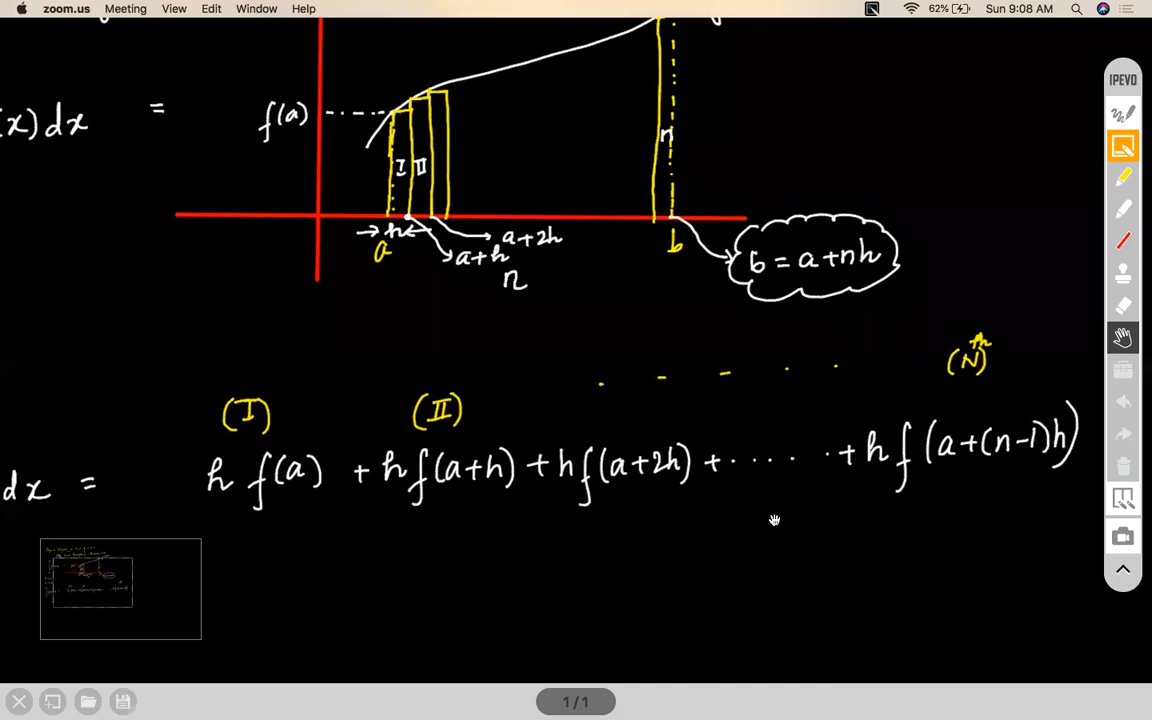 zoom.us Meeting View Edit Window Help 62% Sun 9:08 AM
IPEVO
(x) dx = f(a)
I II n
h a+2h
a a+h b b = a+nh
n
(N)th
(I) (II) . - - . .
dx = h f(a) + h f(a+h) + h f(a+2h) + ..... + h f(a+(n-1)h)
1/1